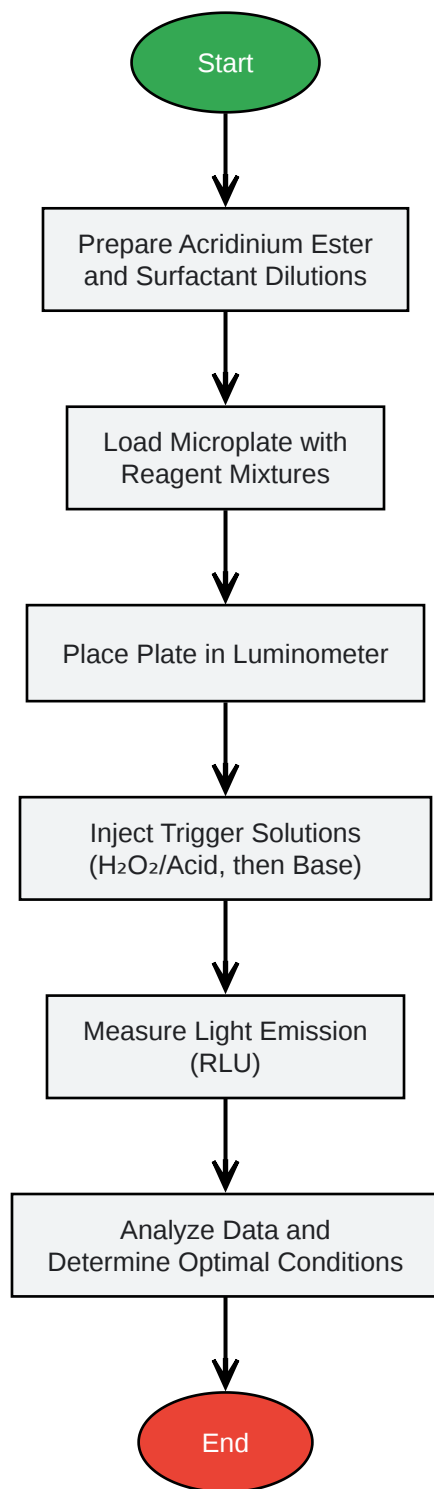 Start
Prepare Acridinium Ester
and Surfactant Dilutions
Load Microplate with
Reagent Mixtures
Place Plate in Luminometer
Inject Trigger Solutions
(H₂O₂/Acid, then Base)
Measure Light Emission
(RLU)
Analyze Data and
Determine Optimal Conditions
End